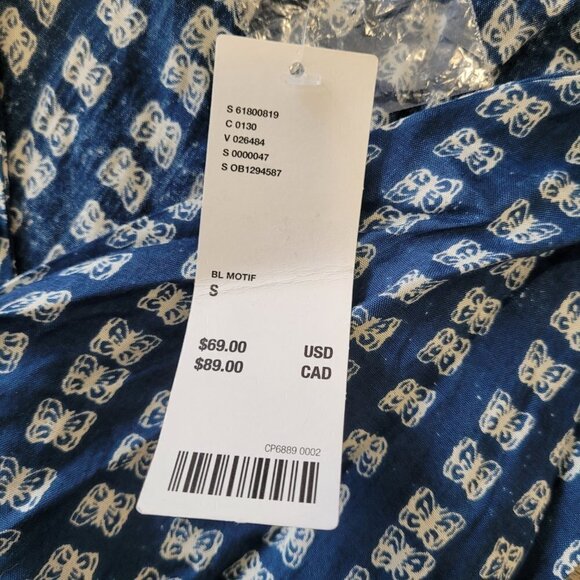 S 61800819
C 0130
V 026484
S 0000047
S OB1294587
BL MOTIF
S
$69.00 USD
$89.00 CAD
CP6889 0002